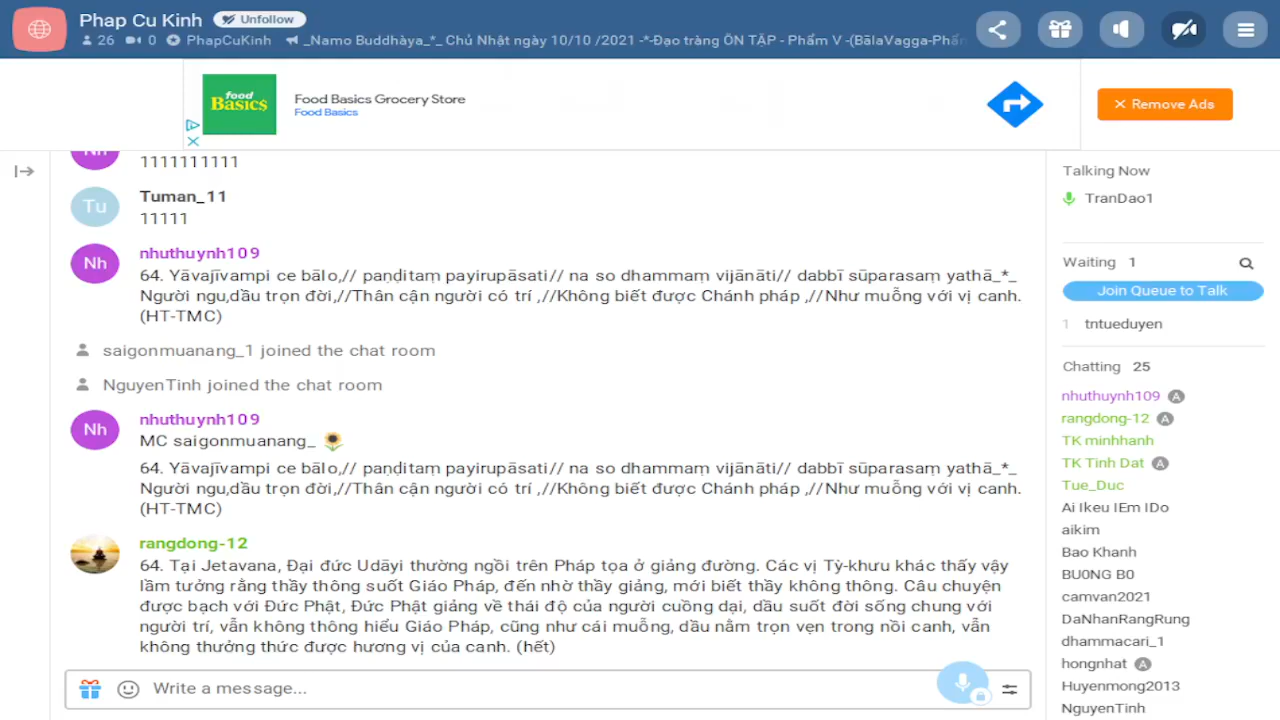 Phap Cu Kinh Unfollow
26 0 PhapCuKinh _Namo Buddhàya_*_ Chủ Nhật ngày 10/10 /2021 -*-Đạo tràng ÔN TẬP - Phẩm V -(BālaVagga-Phẩm
food Basics
Food Basics Grocery Store
Food Basics
Remove Ads
Nh
1111111111
Tu
Tuman_11
11111
Nh
nhuthuynh109
64. Yāvajīvampi ce bālo,// paṇḍitaṃ payirupāsati// na so dhammaṃ vijānāti// dabbī sūparasaṃ yathā_*_
Người ngu,dầu trọn đời,//Thân cận người có trí ,//Không biết được Chánh pháp ,//Như muỗng với vị canh.
(HT-TMC)
saigonmuanang_1 joined the chat room
NguyenTinh joined the chat room
Nh
nhuthuynh109
MC saigonmuanang_
64. Yāvajīvampi ce bālo,// paṇḍitaṃ payirupāsati// na so dhammaṃ vijānāti// dabbī sūparasaṃ yathā_*_
Người ngu,dầu trọn đời,//Thân cận người có trí ,//Không biết được Chánh pháp ,//Như muỗng với vị canh.
(HT-TMC)
rangdong-12
64. Tại Jetavana, Đại đức Udāyi thường ngồi trên Pháp tọa ở giảng đường. Các vị Tỳ-khưu khác thấy vậy
lầm tưởng rằng thầy thông suốt Giáo Pháp, đến nhờ thầy giảng, mới biết thầy không thông. Câu chuyện
được bạch với Đức Phật, Đức Phật giảng về thái độ của người cuồng dại, dầu suốt đời sống chung với
người trí, vẫn không thông hiểu Giáo Pháp, cũng như cái muỗng, dầu nằm trọn vẹn trong nồi canh, vẫn
không thưởng thức được hương vị của canh. (hết)
Write a message...
Talking Now
TranDao1
Waiting 1
Join Queue to Talk
1 tntueduyen
Chatting 25
nhuthuynh109 A
rangdong-12 A
TK minhhanh
TK Tinh Dat A
Tue_Duc
Ai Ikeu IEm IDo
aikim
Bao Khanh
BU0NG B0
camvan2021
DaNhanRangRung
dhammacari_1
hongnhat A
Huyenmong2013
NguyenTinh